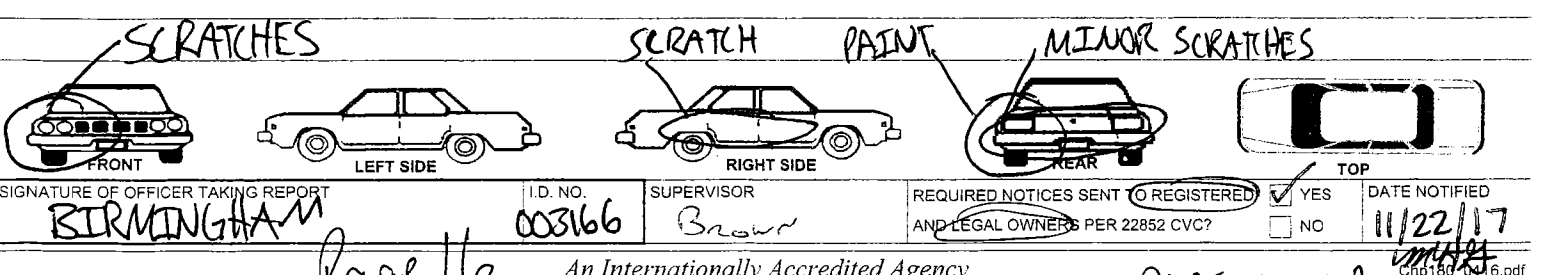 SCRATCHES SCRATCH PAINT MINOR SCRATCHES
FRONT LEFT SIDE RIGHT SIDE REAR TOP
SIGNATURE OF OFFICER TAKING REPORT I.D. NO. SUPERVISOR REQUIRED NOTICES SENT TO REGISTERED YES DATE NOTIFIED
BIRMINGHAM 003166 Brown AND LEGAL OWNERS PER 22852 CVC? NO 11/22/17
An Internationally Accredited Agency